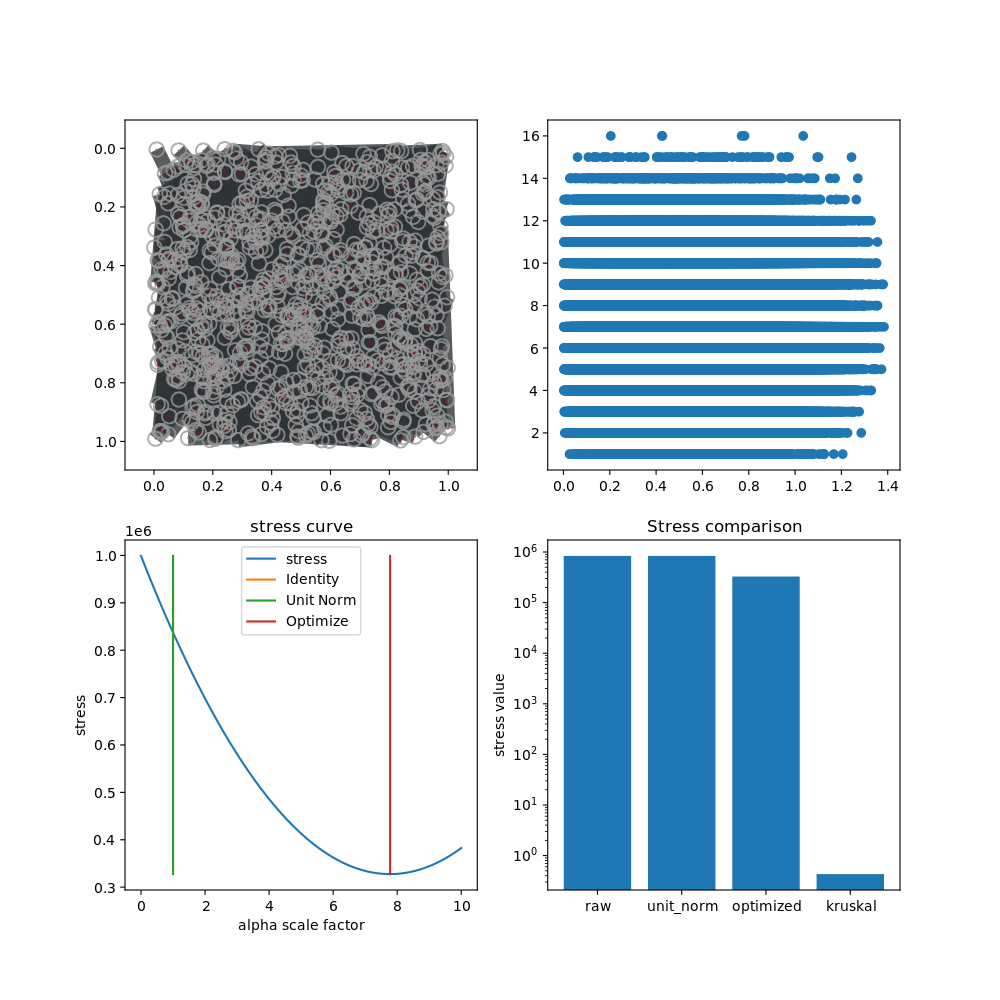 0.0
0.2
0.4
0.6
0.8
1.0
0.0 0.2 0.4 0.6 0.8 1.0
16
14
12
10
8
6
4
2
0.0 0.2 0.4 0.6 0.8 1.0 1.2 1.4
stress curve
1e6
1.0
0.9
0.8
0.7
0.6
0.5
0.4
0.3
stress
stress
Identity
Unit Norm
Optimize
0 2 4 6 8 10
alpha scale factor
Stress comparison
10^6
10^5
10^4
10^3
10^2
10^1
10^0
stress value
raw unit_norm optimized kruskal